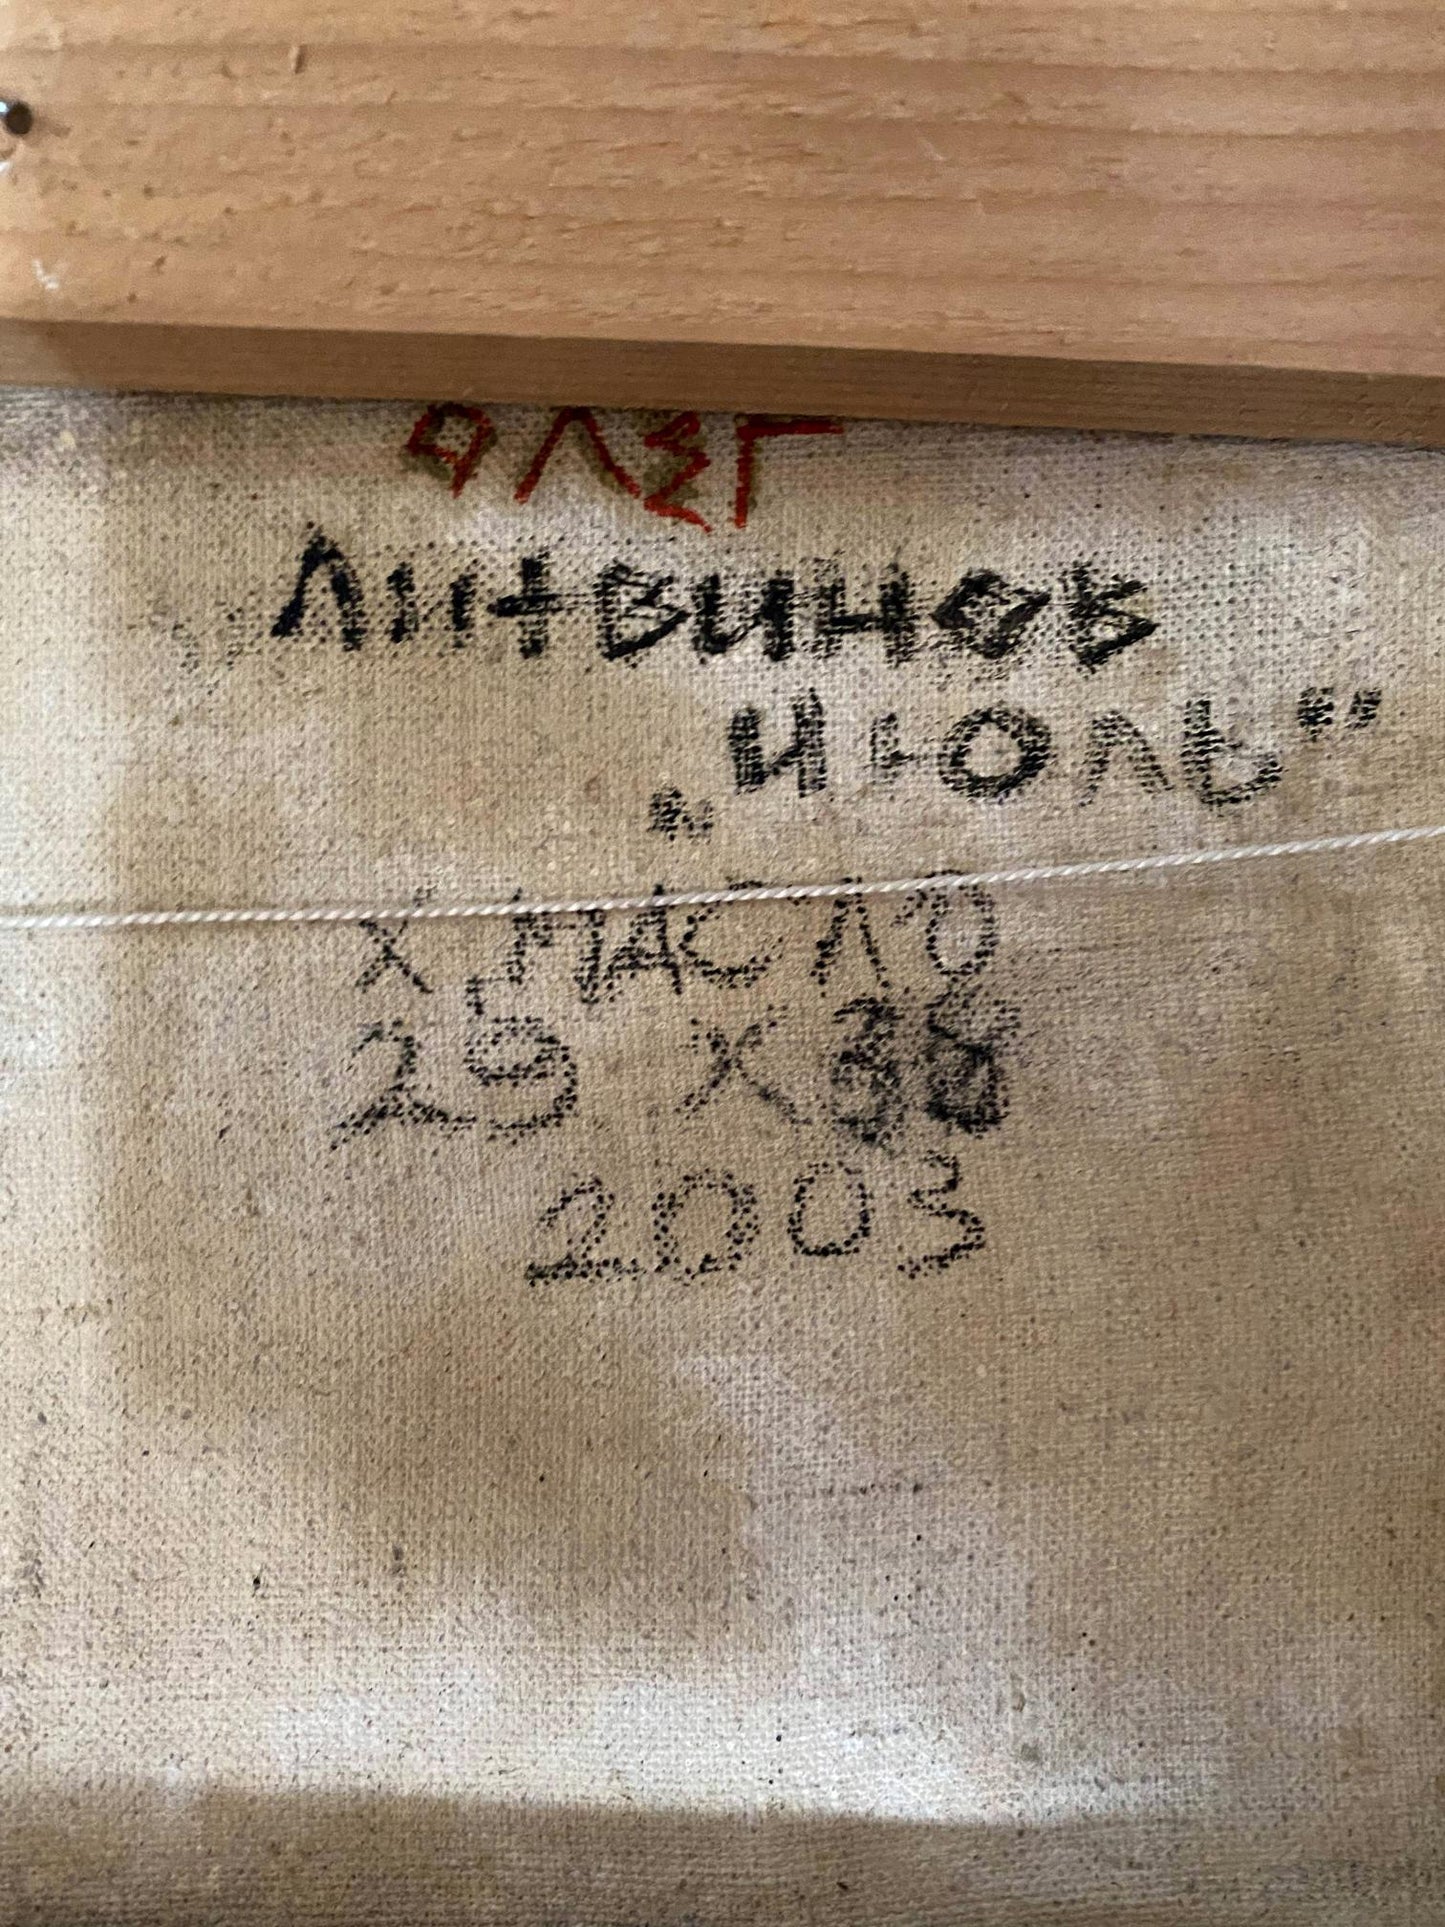 ОЛЕГ
ЛИТВИНОВ
„ИЮЛЬ"
Х, МАСЛО
29 X 38
2003